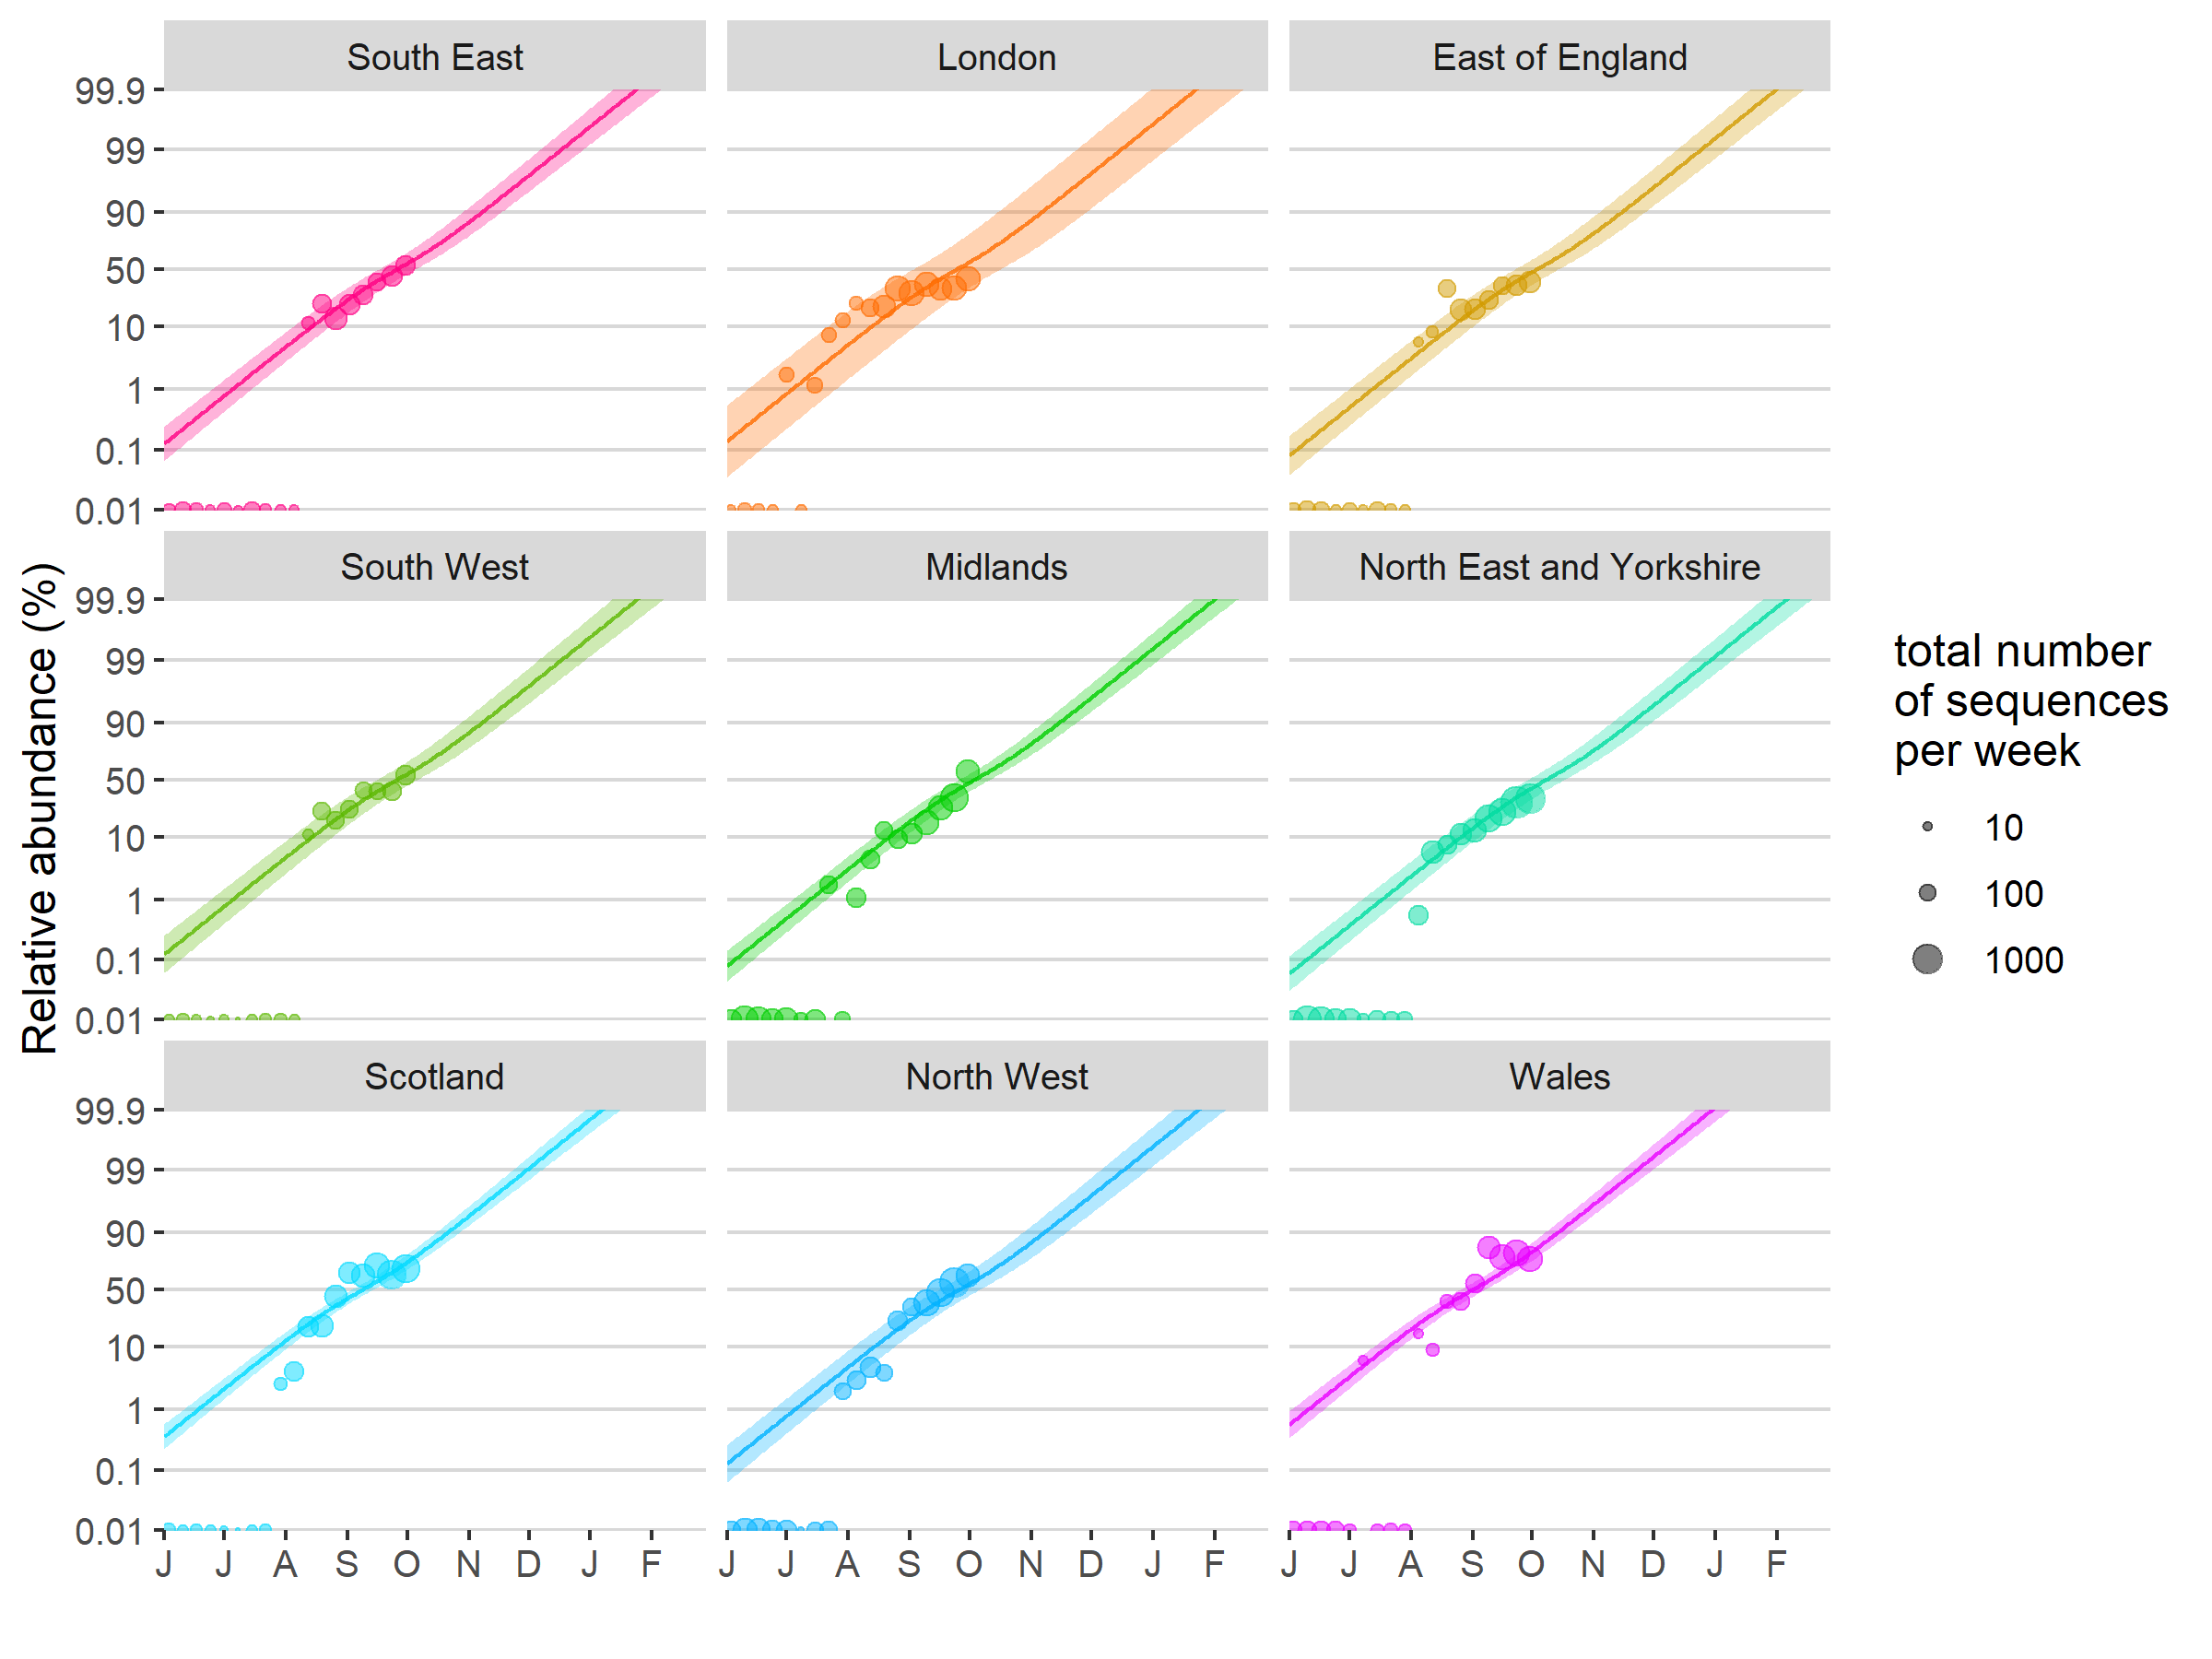 South East
London
East of England
99.9
99
90
50
10
1
0.1
0.01
South West
Midlands
North East and Yorkshire
99.9
99
90
50
10
1
0.1
0.01
Scotland
North West
Wales
99.9
99
90
50
10
1
0.1
0.01
J J A S O N D J F
J J A S O N D J F
J J A S O N D J F
Relative abundance (%)
total number
of sequences
per week
10
100
1000